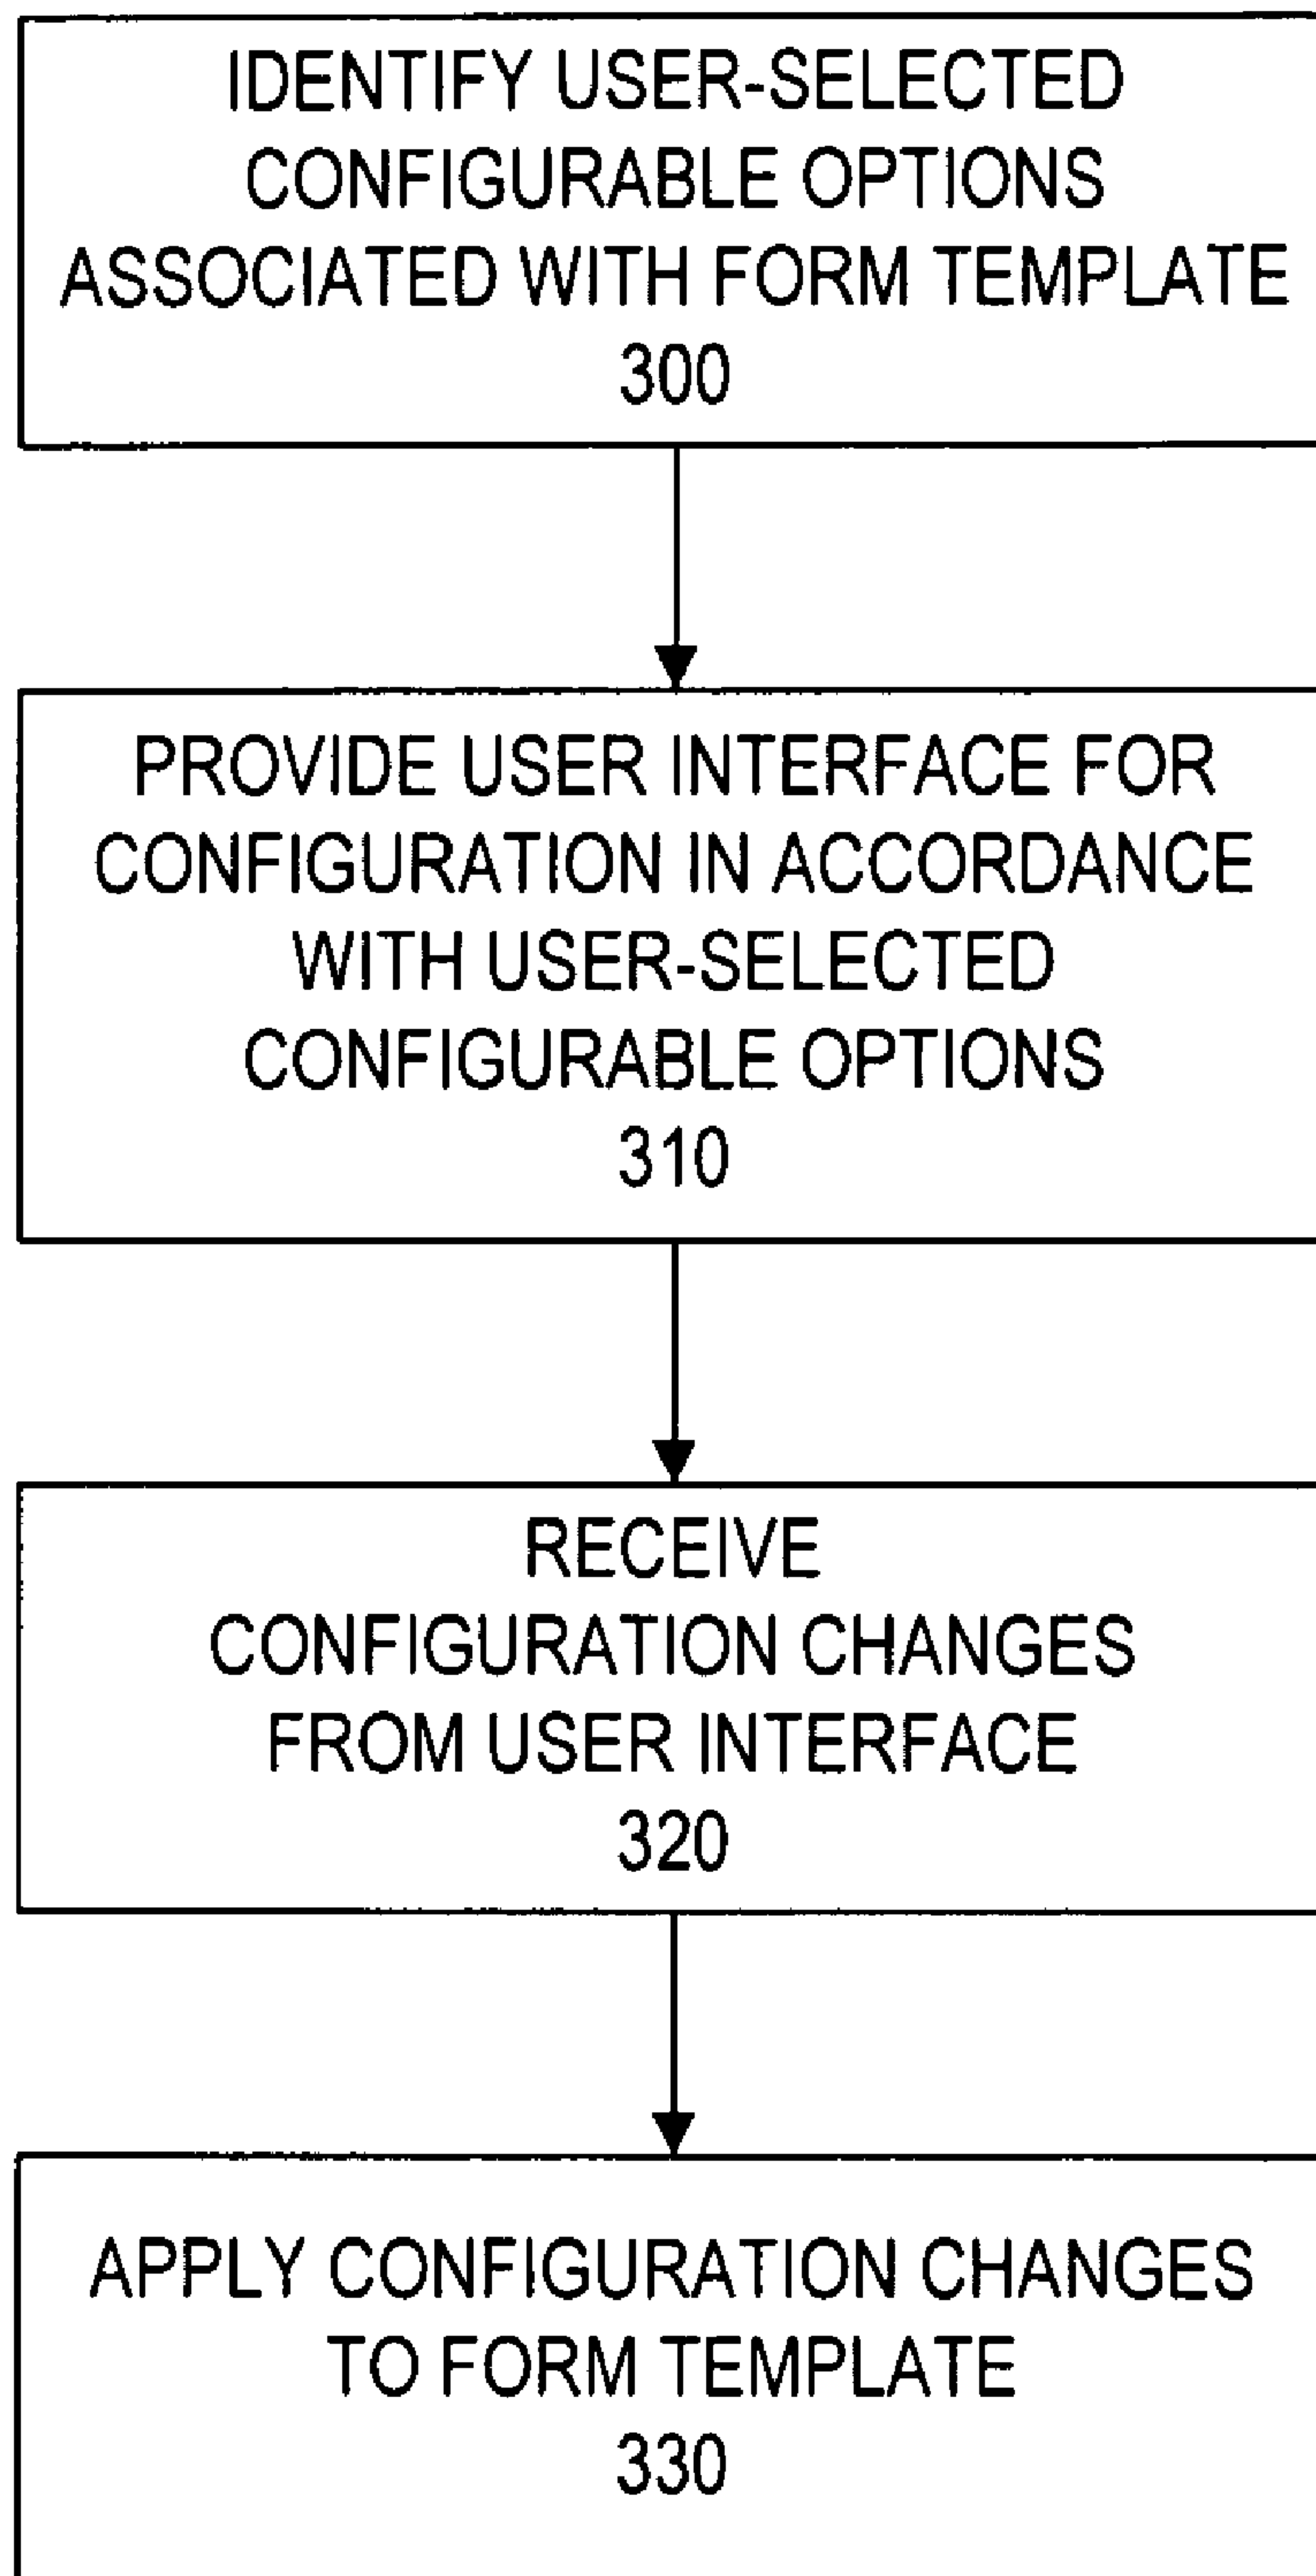 IDENTIFY USER-SELECTED
CONFIGURABLE OPTIONS
ASSOCIATED WITH FORM TEMPLATE
300
PROVIDE USER INTERFACE FOR
CONFIGURATION IN ACCORDANCE
WITH USER-SELECTED
CONFIGURABLE OPTIONS
310
RECEIVE
CONFIGURATION CHANGES
FROM USER INTERFACE
320
APPLY CONFIGURATION CHANGES
TO FORM TEMPLATE
330